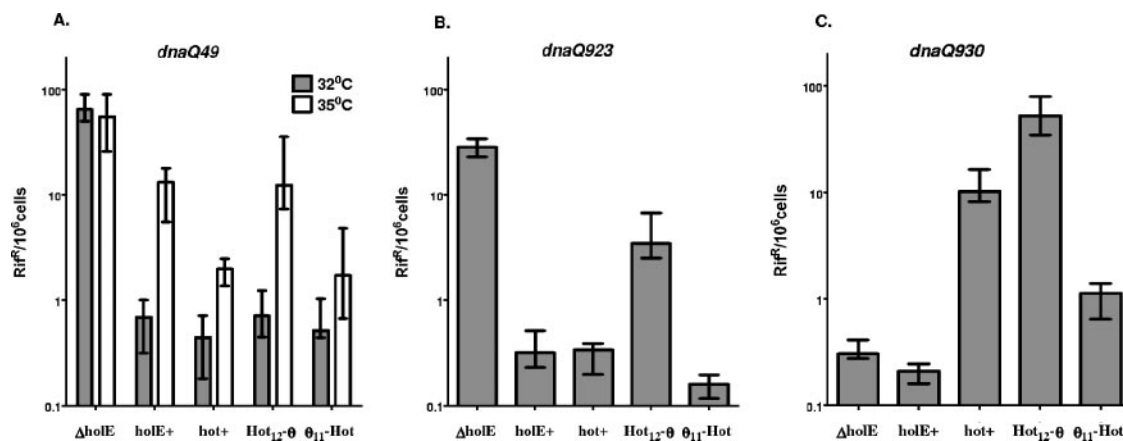 A.
dnaQ49
32⁰C
35⁰C
Rifᴿ/10⁶cells
100
10
1
0.1
ΔholE holE+ hot+ Hot₁₂-θ θ₁₁-Hot
B.
dnaQ923
Rifᴿ/10⁶cells
100
10
1
0.1
ΔholE holE+ hot+ Hot₁₂-θ θ₁₁-Hot
C.
dnaQ930
Rifᴿ/10⁶cells
100
10
1
0.1
ΔholE holE+ hot+ Hot₁₂-θ θ₁₁-Hot